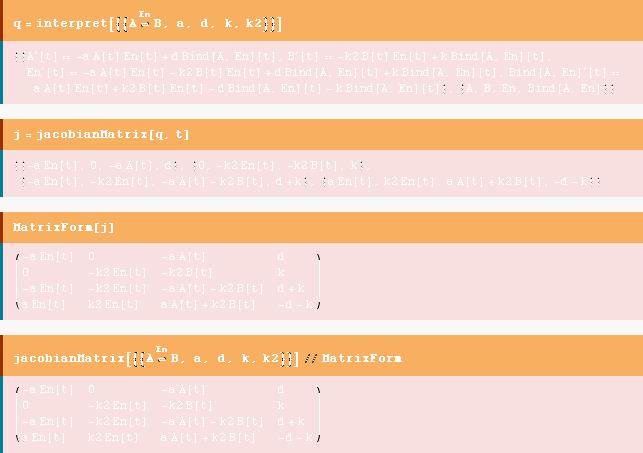 En
q = interpret[{{A ⇌ B, a, d, k, k2}}]
{{A'[t] == -a A[t] En[t] + d Bind[A, En][t], B'[t] == -k2 B[t] En[t] + k Bind[A, En][t],
En'[t] == -a A[t] En[t] - k2 B[t] En[t] + d Bind[A, En][t] + k Bind[A, En][t], Bind[A, En]'[t] ==
a A[t] En[t] + k2 B[t] En[t] - d Bind[A, En][t] - k Bind[A, En][t]}, {A, B, En, Bind[A, En]}}
j = jacobianMatrix[q, t]
{{-a En[t], 0, -a A[t], d}, {0, -k2 En[t], -k2 B[t], k},
{-a En[t], -k2 En[t], -a A[t] - k2 B[t], d + k}, {a En[t], k2 En[t], a A[t] + k2 B[t], -d - k}}
MatrixForm[j]
-a En[t] 0 -a A[t] d
0 -k2 En[t] -k2 B[t] k
-a En[t] -k2 En[t] -a A[t] - k2 B[t] d + k
a En[t] k2 En[t] a A[t] + k2 B[t] -d - k
En
jacobianMatrix[{{A ⇌ B, a, d, k, k2}}] // MatrixForm
-a En[t] 0 -a A[t] d
0 -k2 En[t] -k2 B[t] k
-a En[t] -k2 En[t] -a A[t] - k2 B[t] d + k
a En[t] k2 En[t] a A[t] + k2 B[t] -d - k